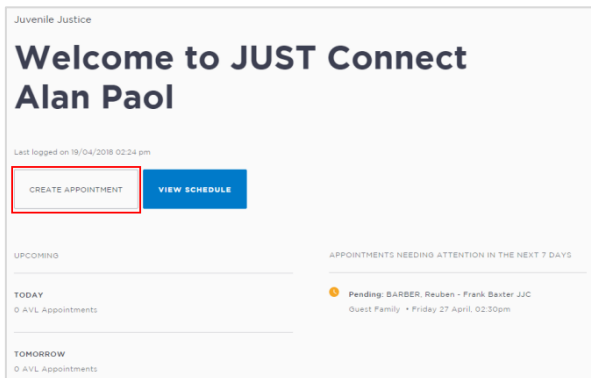 Juvenile Justice
Welcome to JUST Connect
Alan Paol
Last logged on 19/04/2018 02:24 pm
CREATE APPOINTMENT
VIEW SCHEDULE
UPCOMING
TODAY
0 AVL Appointments
TOMORROW
0 AVL Appointments
APPOINTMENTS NEEDING ATTENTION IN THE NEXT 7 DAYS
Pending: BARBER, Reuben - Frank Baxter JJC
Guest Family • Friday 27 April, 02:30pm